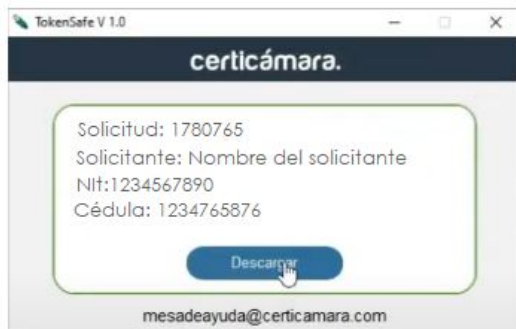 TokenSafe V 1.0
certicámara.
Solicitud: 1780765
Solicitante: Nombre del solicitante
NIt:1234567890
Cédula: 1234765876
Descargar
mesadeayuda@certicamara.com